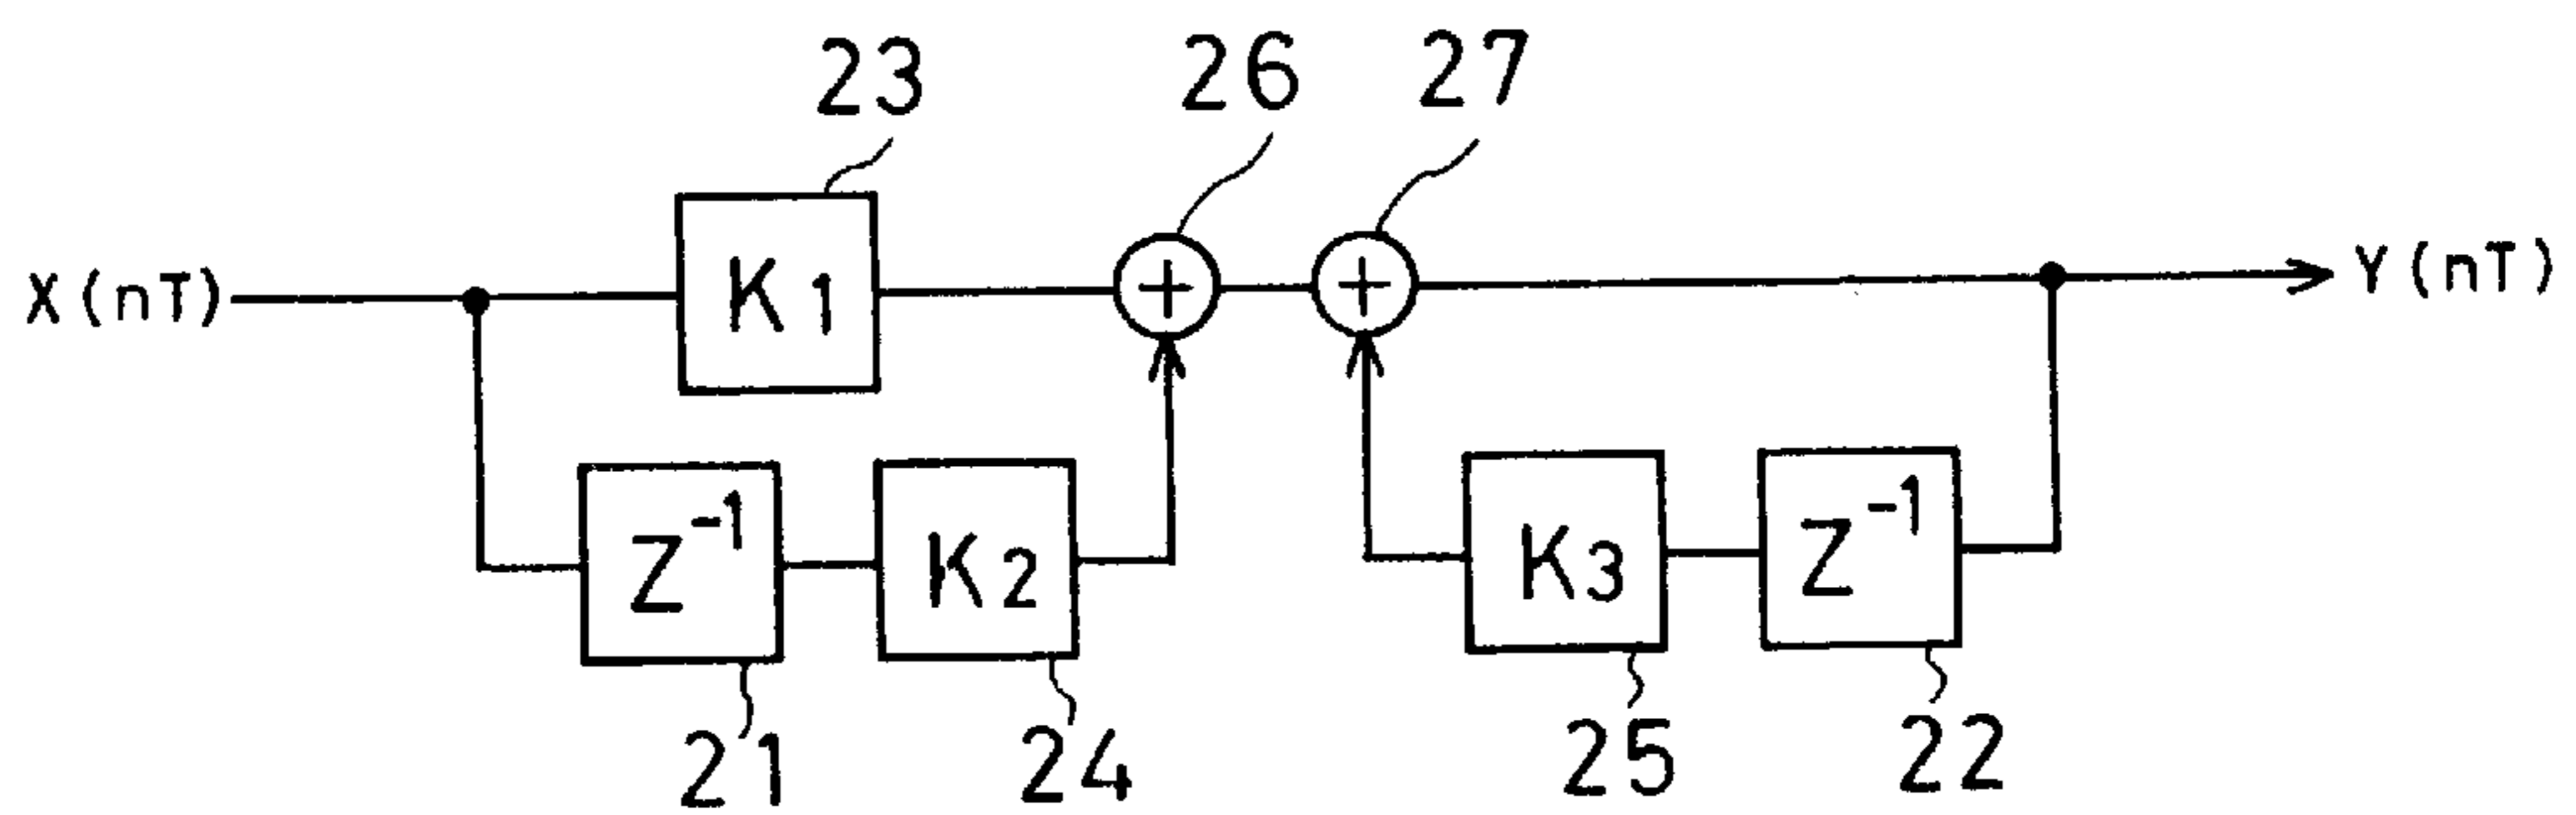 23 26 27
X(nT) K1 + + Y(nT)
Z-1 K2 K3 Z-1
21 24 25 22